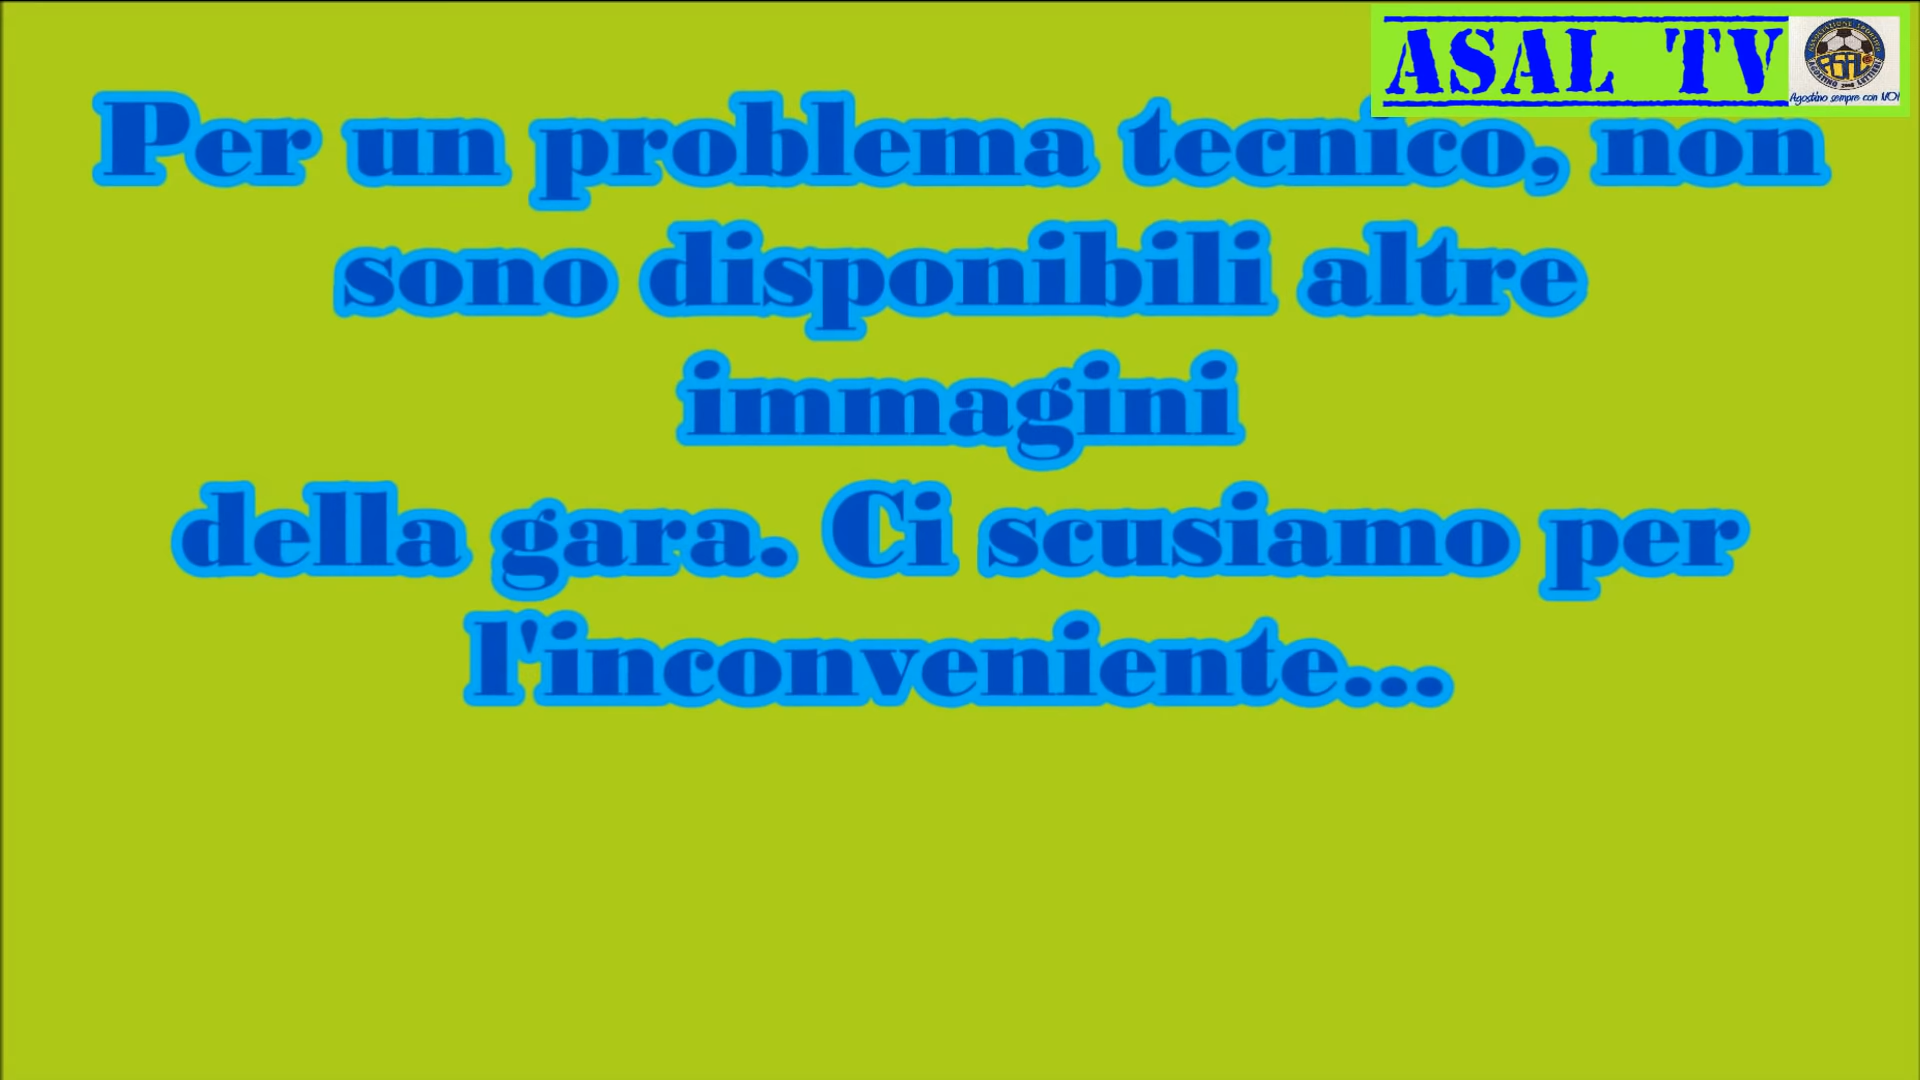 ASAL TV
Agostino sempre con NOI
Per un problema tecnico, non
sono disponibili altre
immagini
della gara. Ci scusiamo per
l'inconveniente...